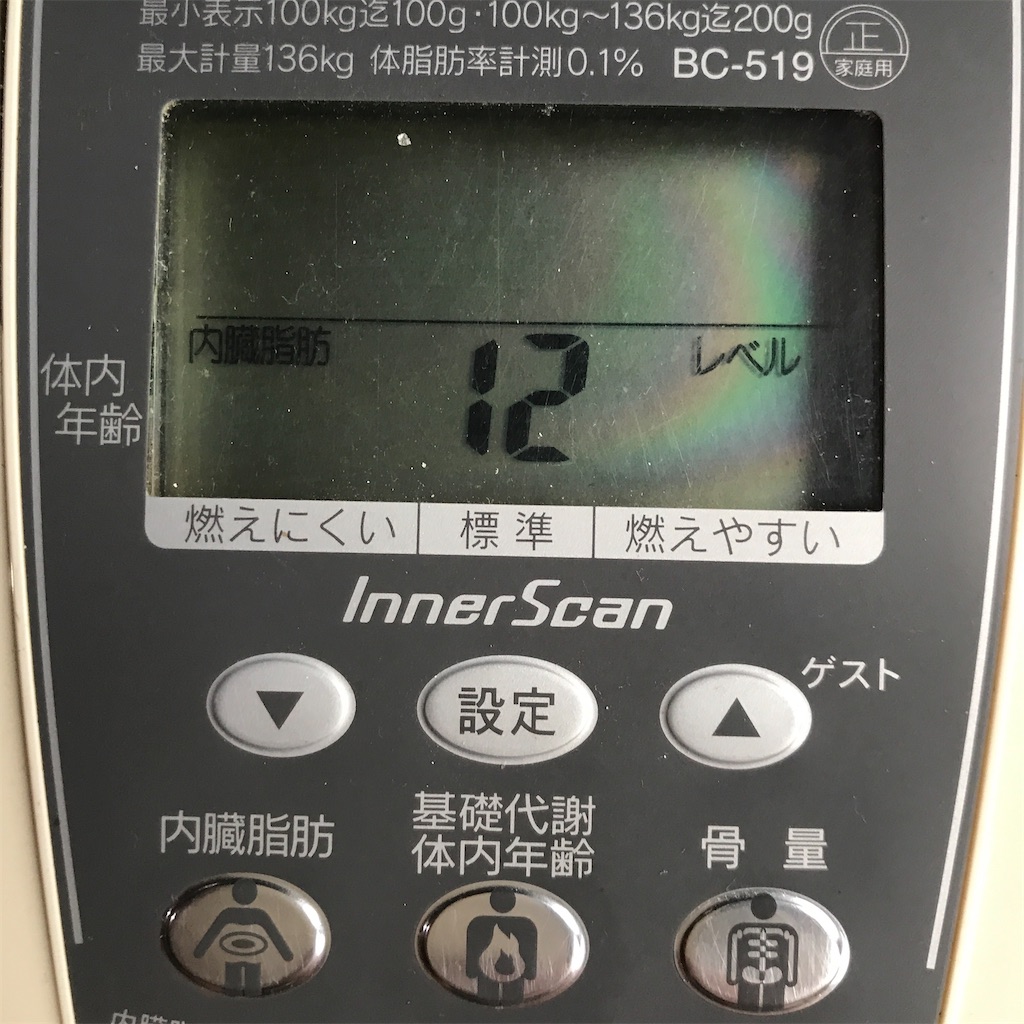 最小表示100kg迄100g・100kg～136kg迄200g
最大計量136kg 体脂肪率計測0.1% BC-519
正
家庭用
内臓脂肪 12 レベル
体内
年齢
燃えにくい 標準 燃えやすい
InnerScan
▼ 設定 ▲ ゲスト
内臓脂肪
基礎代謝
体内年齢
骨量